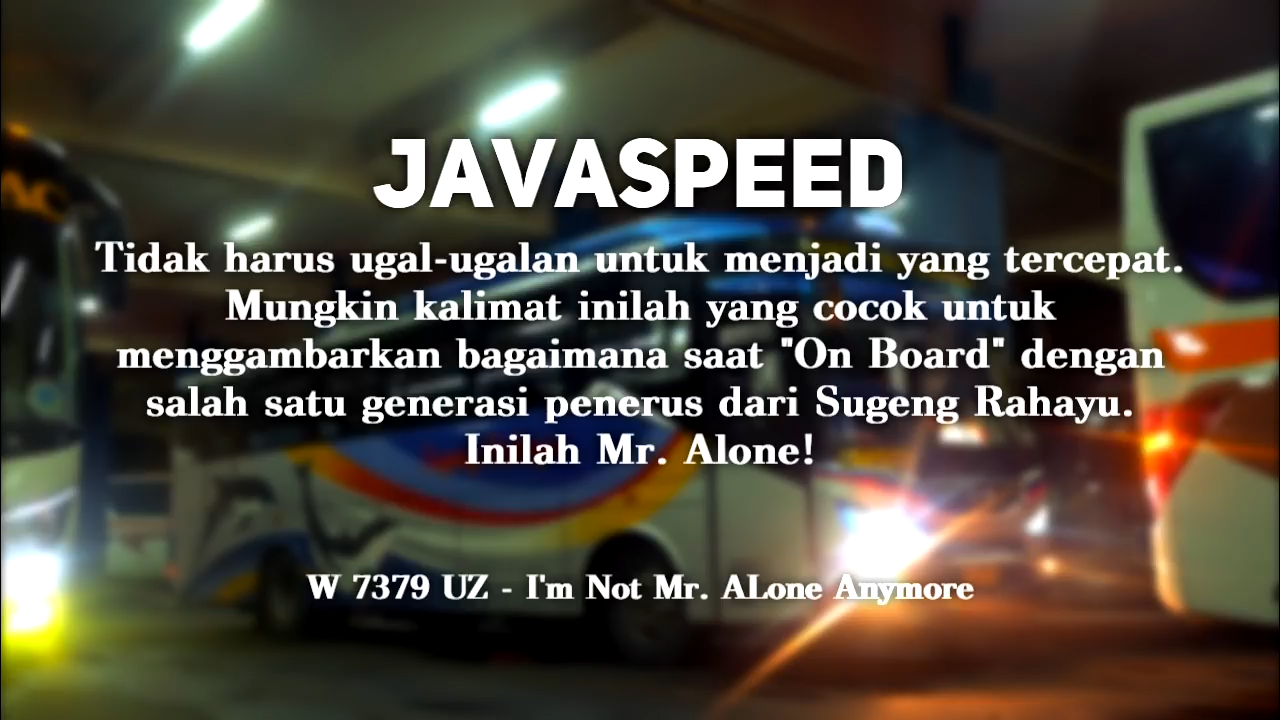 JAVASPEED
Tidak harus ugal-ugalan untuk menjadi yang tercepat.
Mungkin kalimat inilah yang cocok untuk
menggambarkan bagaimana saat "On Board" dengan
salah satu generasi penerus dari Sugeng Rahayu.
Inilah Mr. Alone!
W 7379 UZ - I'm Not Mr. ALone Anymore